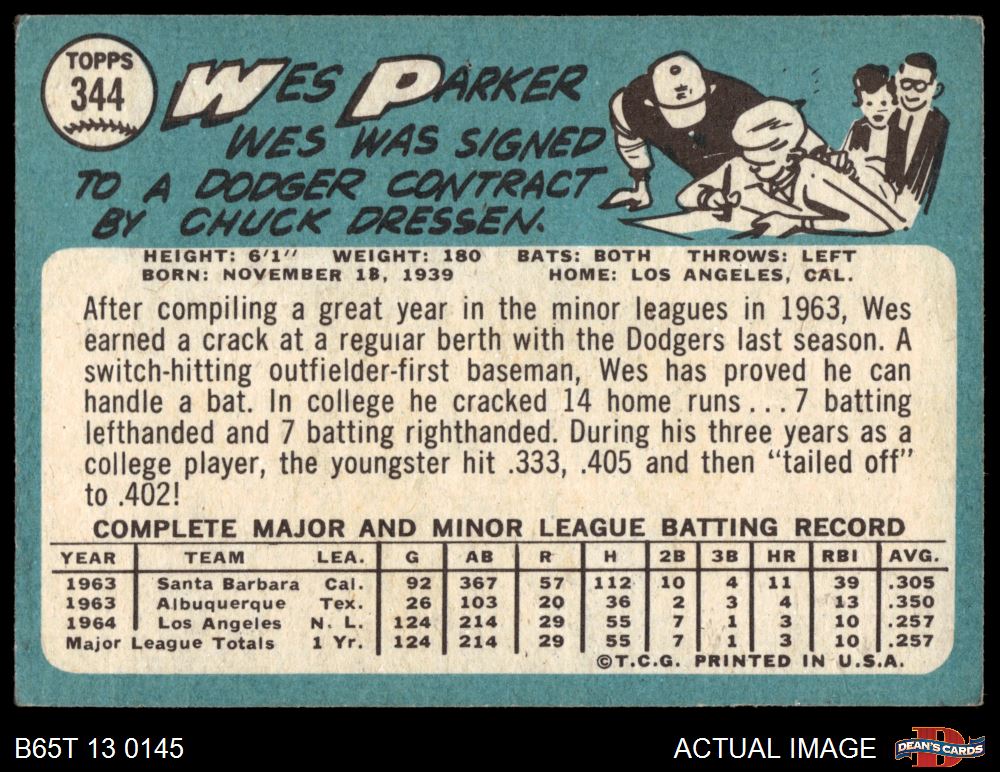 TOPPS
344
WES PARKER
WES WAS SIGNED
TO A DODGER CONTRACT
BY CHUCK DRESSEN.
HEIGHT: 6'1" WEIGHT: 180 BATS: BOTH THROWS: LEFT
BORN: NOVEMBER 18, 1939 HOME: LOS ANGELES, CAL.
After compiling a great year in the minor leagues in 1963, Wes
earned a crack at a regular berth with the Dodgers last season. A
switch-hitting outfielder-first baseman, Wes has proved he can
handle a bat. In college he cracked 14 home runs...7 batting
lefthanded and 7 batting righthanded. During his three years as a
college player, the youngster hit .333, .405 and then “tailed off”
to .402!
COMPLETE MAJOR AND MINOR LEAGUE BATTING RECORD
YEAR TEAM LEA. G AB R H 2B 3B HR RBI AVG.
1963 Santa Barbara Cal. 92 367 57 112 10 4 11 39 .305
1963 Albuquerque Tex. 26 103 20 36 2 3 4 13 .350
1964 Los Angeles N. L. 124 214 29 55 7 1 3 10 .257
Major League Totals 1 Yr. 124 214 29 55 7 1 3 10 .257
©T.C.G. PRINTED IN U.S.A.
B65T 13 0145
ACTUAL IMAGE
DEAN'S CARDS